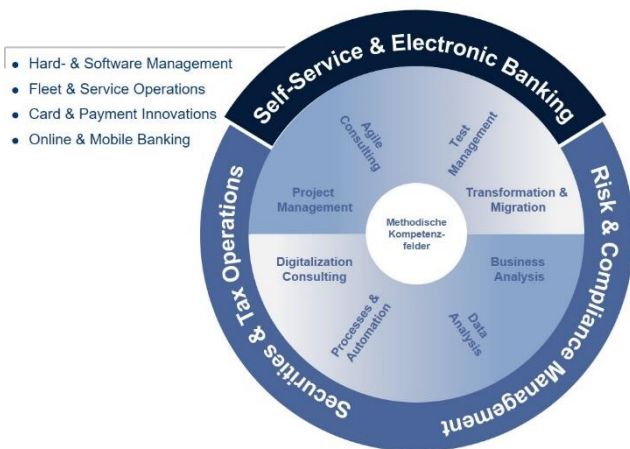 Hard- & Software Management
Fleet & Service Operations
Card & Payment Innovations
Online & Mobile Banking
Self-Service & Electronic Banking
Risk & Compliance Management
Securities & Tax Operations
Agile
Consulting
Test
Management
Project
Management
Transformation &
Migration
Methodische
Kompetenz-
felder
Digitalization
Consulting
Business
Analysis
Processes &
Automation
Data
Analysis